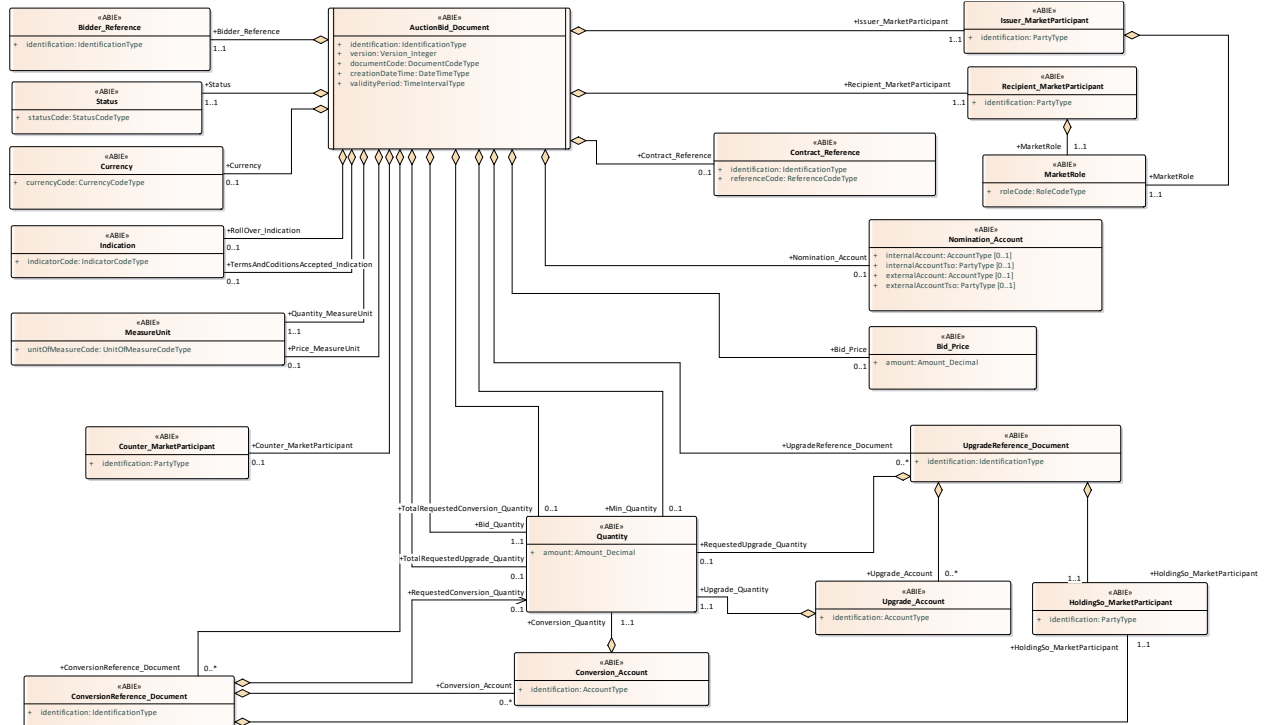 «ABIE»
Bidder_Reference
+ identification: IdentificationType
+Bidder_Reference
1..1
«ABIE»
AuctionBid_Document
+ identification: IdentificationType
+ version: Version_Integer
+ documentCode: DocumentCodeType
+ creationDateTime: DateTimeType
+ validityPeriod: TimeIntervalType
+Issuer_MarketParticipant
1..1
«ABIE»
Issuer_MarketParticipant
+ identification: PartyType
«ABIE»
Status
+ statusCode: StatusCodeType
+Status
1..1
+Recipient_MarketParticipant
1..1
«ABIE»
Recipient_MarketParticipant
+ identification: PartyType
«ABIE»
Currency
+ currencyCode: CurrencyCodeType
+Currency
0..1
+Contract_Reference
0..1
«ABIE»
Contract_Reference
+ identification: IdentificationType
+ referenceCode: ReferenceCodeType
+MarketRole
1..1
«ABIE»
MarketRole
+ roleCode: RoleCodeType
+MarketRole
1..1
«ABIE»
Indication
+ indicatorCode: IndicatorCodeType
+RollOver_Indication
0..1
+TermsAndCoditionsAccepted_Indication
0..1
+Nomination_Account
0..1
«ABIE»
Nomination_Account
+ internalAccount: AccountType [0..1]
+ internalAccountTso: PartyType [0..1]
+ externalAccount: AccountType [0..1]
+ externalAccountTso: PartyType [0..1]
«ABIE»
MeasureUnit
+ unitOfMeasureCode: UnitOfMeasureCodeType
+Quantity_MeasureUnit
1..1
+Price_MeasureUnit
0..1
+Bid_Price
0..1
«ABIE»
Bid_Price
+ amount: Amount_Decimal
«ABIE»
Counter_MarketParticipant
+ identification: PartyType
+Counter_MarketParticipant
0..1
+UpgradeReference_Document
0..*
«ABIE»
UpgradeReference_Document
+ identification: IdentificationType
+TotalRequestedConversion_Quantity
0..1
+Min_Quantity
0..1
+Bid_Quantity
1..1
«ABIE»
Quantity
+ amount: Amount_Decimal
+TotalRequestedUpgrade_Quantity
0..1
+RequestedConversion_Quantity
0..1
+RequestedUpgrade_Quantity
0..1
+Upgrade_Quantity
1..1
+Upgrade_Account
0..*
«ABIE»
Upgrade_Account
+ identification: AccountType
1..1
+HoldingSo_MarketParticipant
«ABIE»
HoldingSo_MarketParticipant
+ identification: PartyType
+HoldingSo_MarketParticipant
1..1
+Conversion_Quantity
1..1
«ABIE»
Conversion_Account
+ identification: AccountType
+Conversion_Account
0..*
+ConversionReference_Document
0..*
«ABIE»
ConversionReference_Document
+ identification: IdentificationType